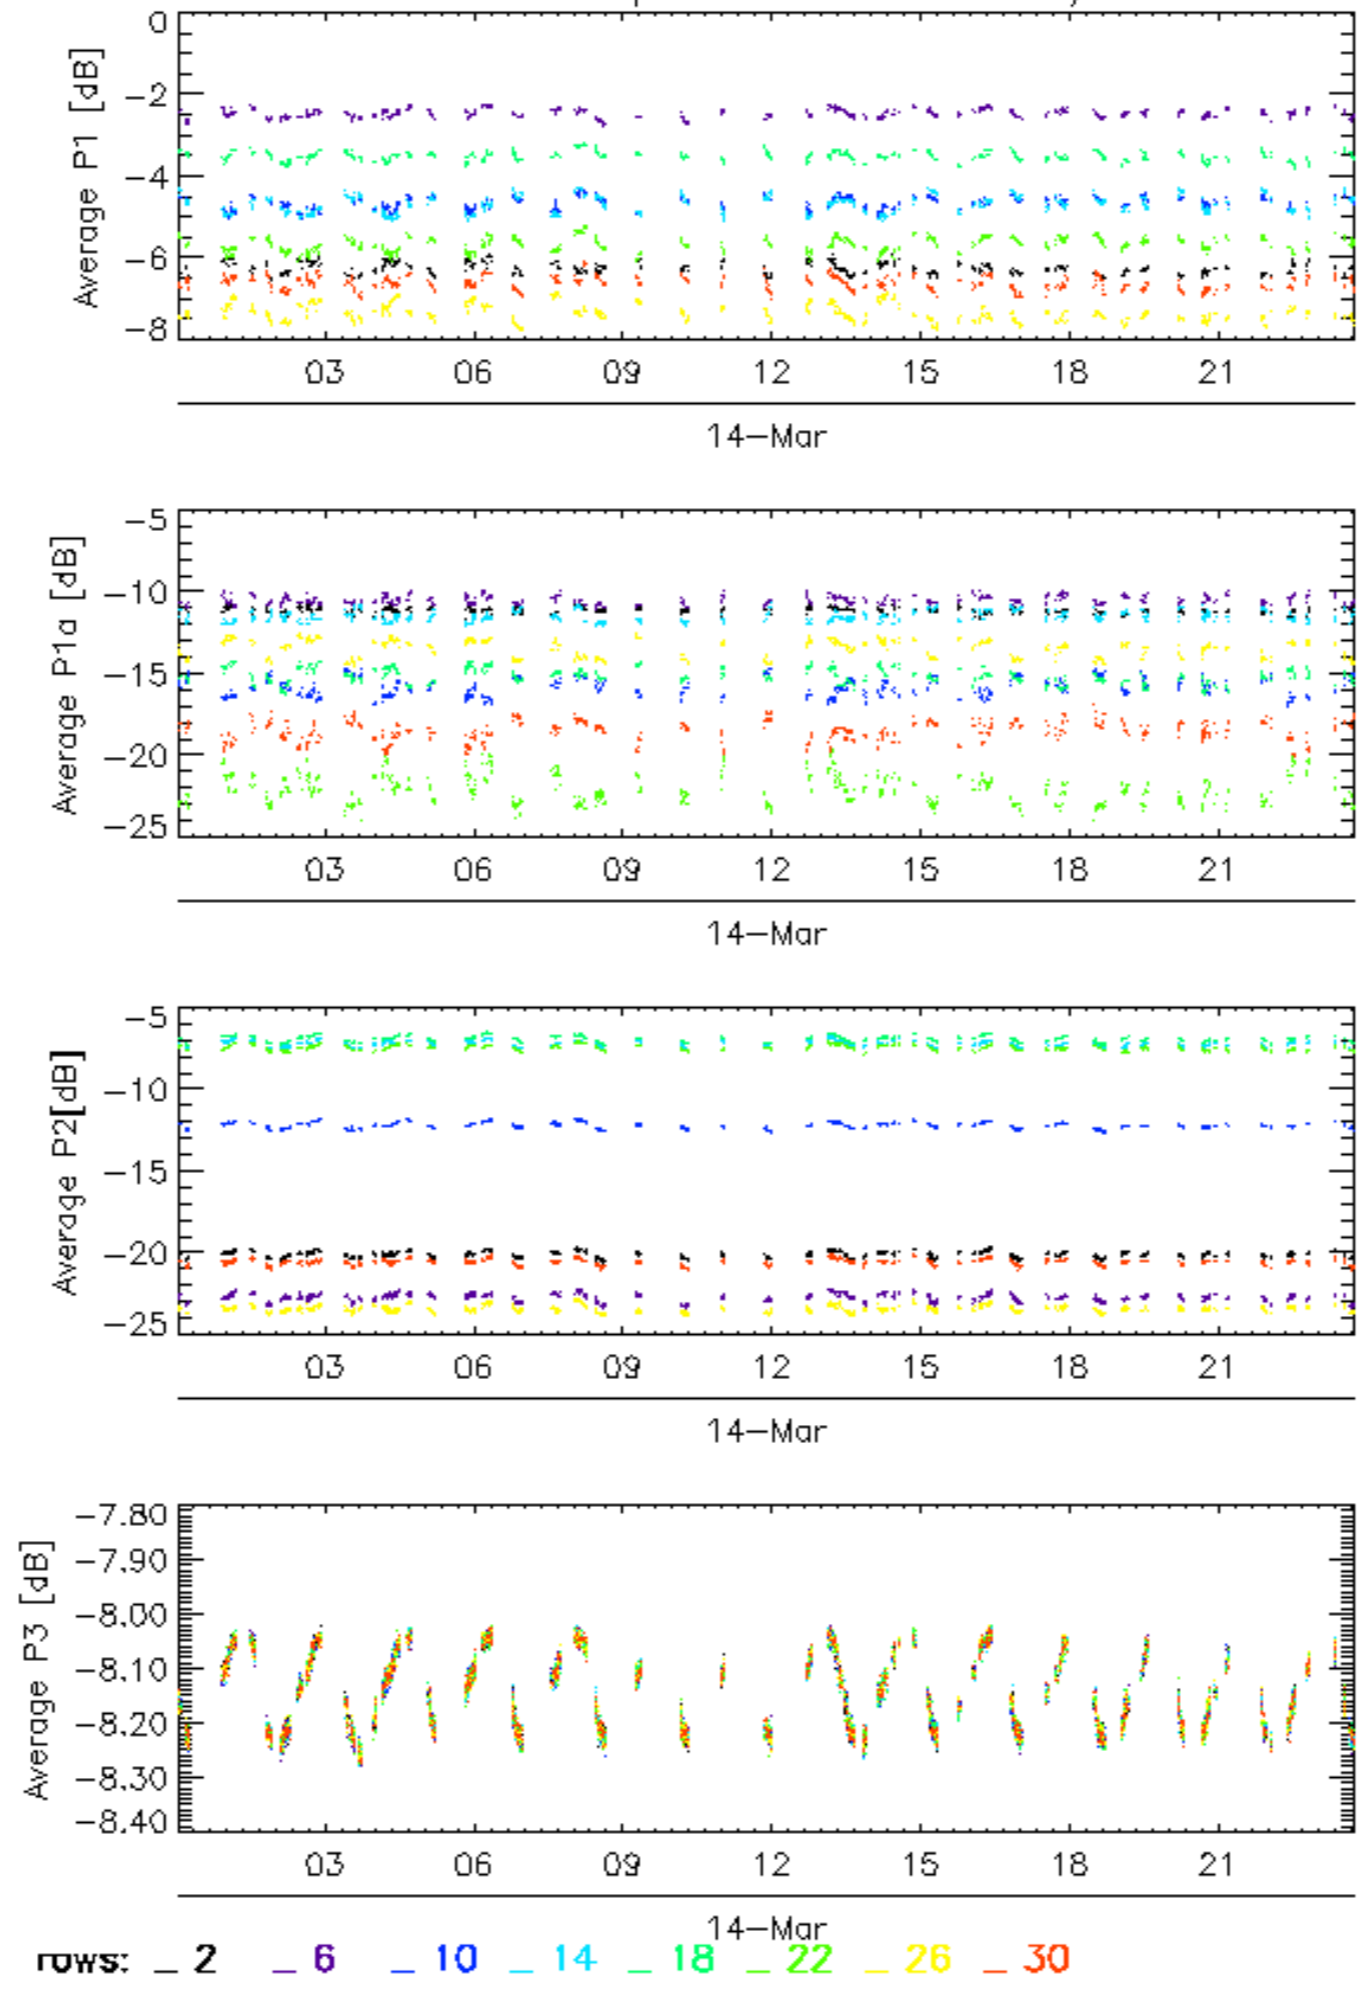 0
Average P1 [dB]
−2
−4
−6
−8
03 06 09 12 15 18 21
14−Mar
−5
Average P1a [dB]
−10
−15
−20
−25
03 06 09 12 15 18 21
14−Mar
−5
Average P2[dB]
−10
−15
−20
−25
03 06 09 12 15 18 21
14−Mar
−7.80
Average P3 [dB]
−7.90
−8.00
−8.10
−8.20
−8.30
−8.40
03 06 09 12 15 18 21
14−Mar
rows: _ 2 _ 6 _ 10 _ 14 _ 18 _ 22 _ 26 _ 30